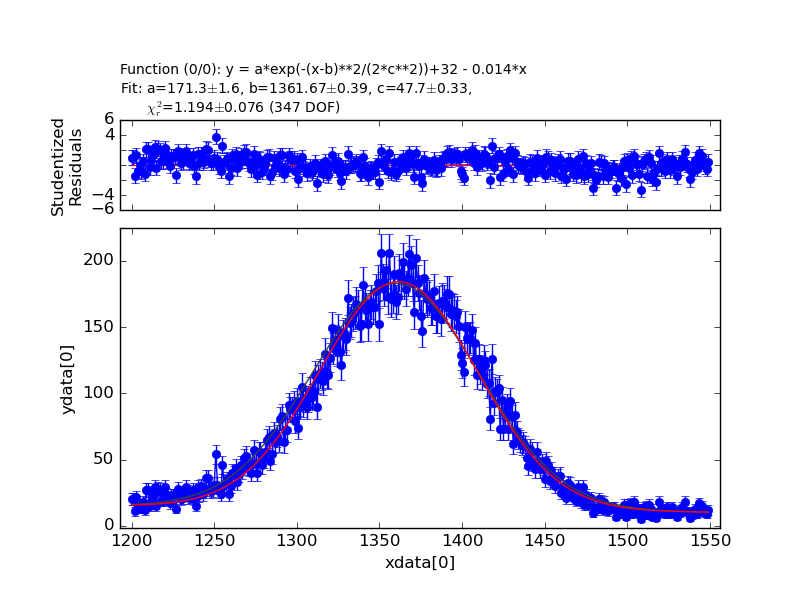 Function (0/0): y = a*exp(-(x-b)**2/(2*c**2))+32 - 0.014*x
Fit: a=171.3±1.6, b=1361.67±0.39, c=47.7±0.33,
χ²ᵣ=1.194±0.076 (347 DOF)
Studentized
Residuals
6
4
−4
−6
ydata[0]
200
150
100
50
0
1200 1250 1300 1350 1400 1450 1500 1550
xdata[0]